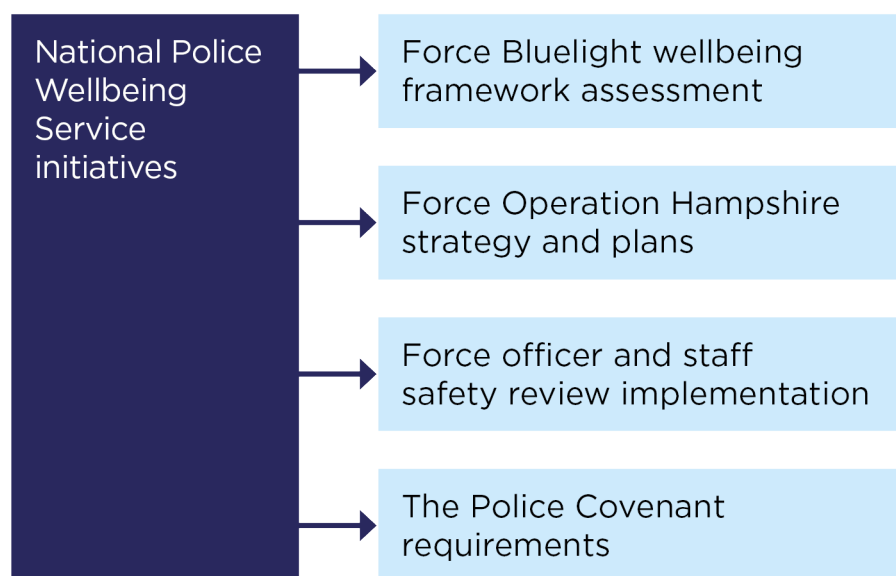 National Police
Wellbeing
Service
initiatives
Force Bluelight wellbeing
framework assessment
Force Operation Hampshire
strategy and plans
Force officer and staff
safety review implementation
The Police Covenant
requirements